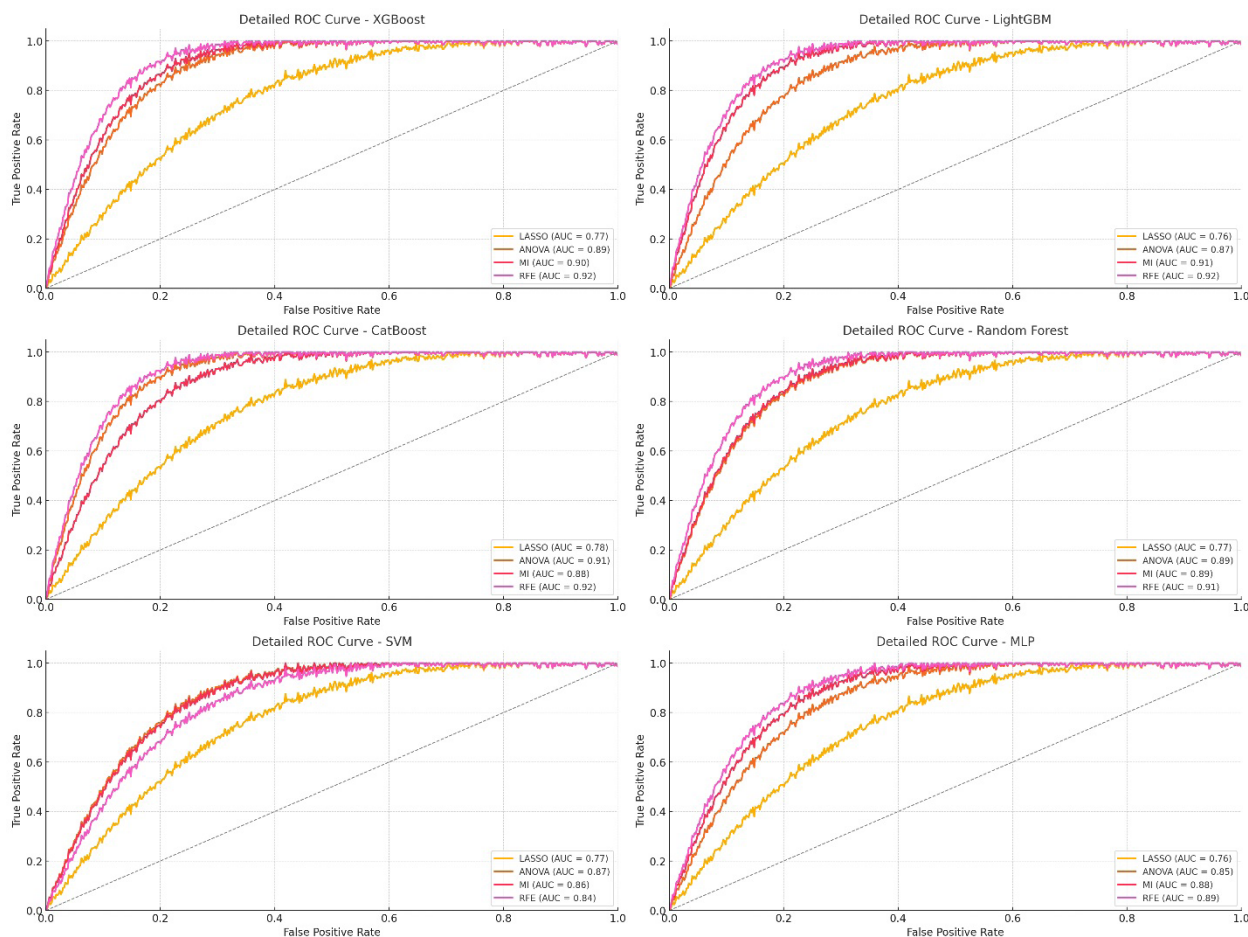 Detailed ROC Curve - XGBoost
True Positive Rate
1.0
0.8
0.6
0.4
0.2
0.0
LASSO (AUC = 0.77)
ANOVA (AUC = 0.89)
MI (AUC = 0.90)
RFE (AUC = 0.92)
0.0 0.2 0.4 0.6 0.8 1.0
False Positive Rate
Detailed ROC Curve - LightGBM
True Positive Rate
1.0
0.8
0.6
0.4
0.2
0.0
LASSO (AUC = 0.76)
ANOVA (AUC = 0.87)
MI (AUC = 0.91)
RFE (AUC = 0.92)
0.0 0.2 0.4 0.6 0.8 1.0
False Positive Rate
Detailed ROC Curve - CatBoost
True Positive Rate
1.0
0.8
0.6
0.4
0.2
0.0
LASSO (AUC = 0.78)
ANOVA (AUC = 0.91)
MI (AUC = 0.88)
RFE (AUC = 0.92)
0.0 0.2 0.4 0.6 0.8 1.0
False Positive Rate
Detailed ROC Curve - Random Forest
True Positive Rate
1.0
0.8
0.6
0.4
0.2
0.0
LASSO (AUC = 0.77)
ANOVA (AUC = 0.89)
MI (AUC = 0.89)
RFE (AUC = 0.91)
0.0 0.2 0.4 0.6 0.8 1.0
False Positive Rate
Detailed ROC Curve - SVM
True Positive Rate
1.0
0.8
0.6
0.4
0.2
0.0
LASSO (AUC = 0.77)
ANOVA (AUC = 0.87)
MI (AUC = 0.86)
RFE (AUC = 0.84)
0.0 0.2 0.4 0.6 0.8 1.0
False Positive Rate
Detailed ROC Curve - MLP
True Positive Rate
1.0
0.8
0.6
0.4
0.2
0.0
LASSO (AUC = 0.76)
ANOVA (AUC = 0.85)
MI (AUC = 0.88)
RFE (AUC = 0.89)
0.0 0.2 0.4 0.6 0.8 1.0
False Positive Rate